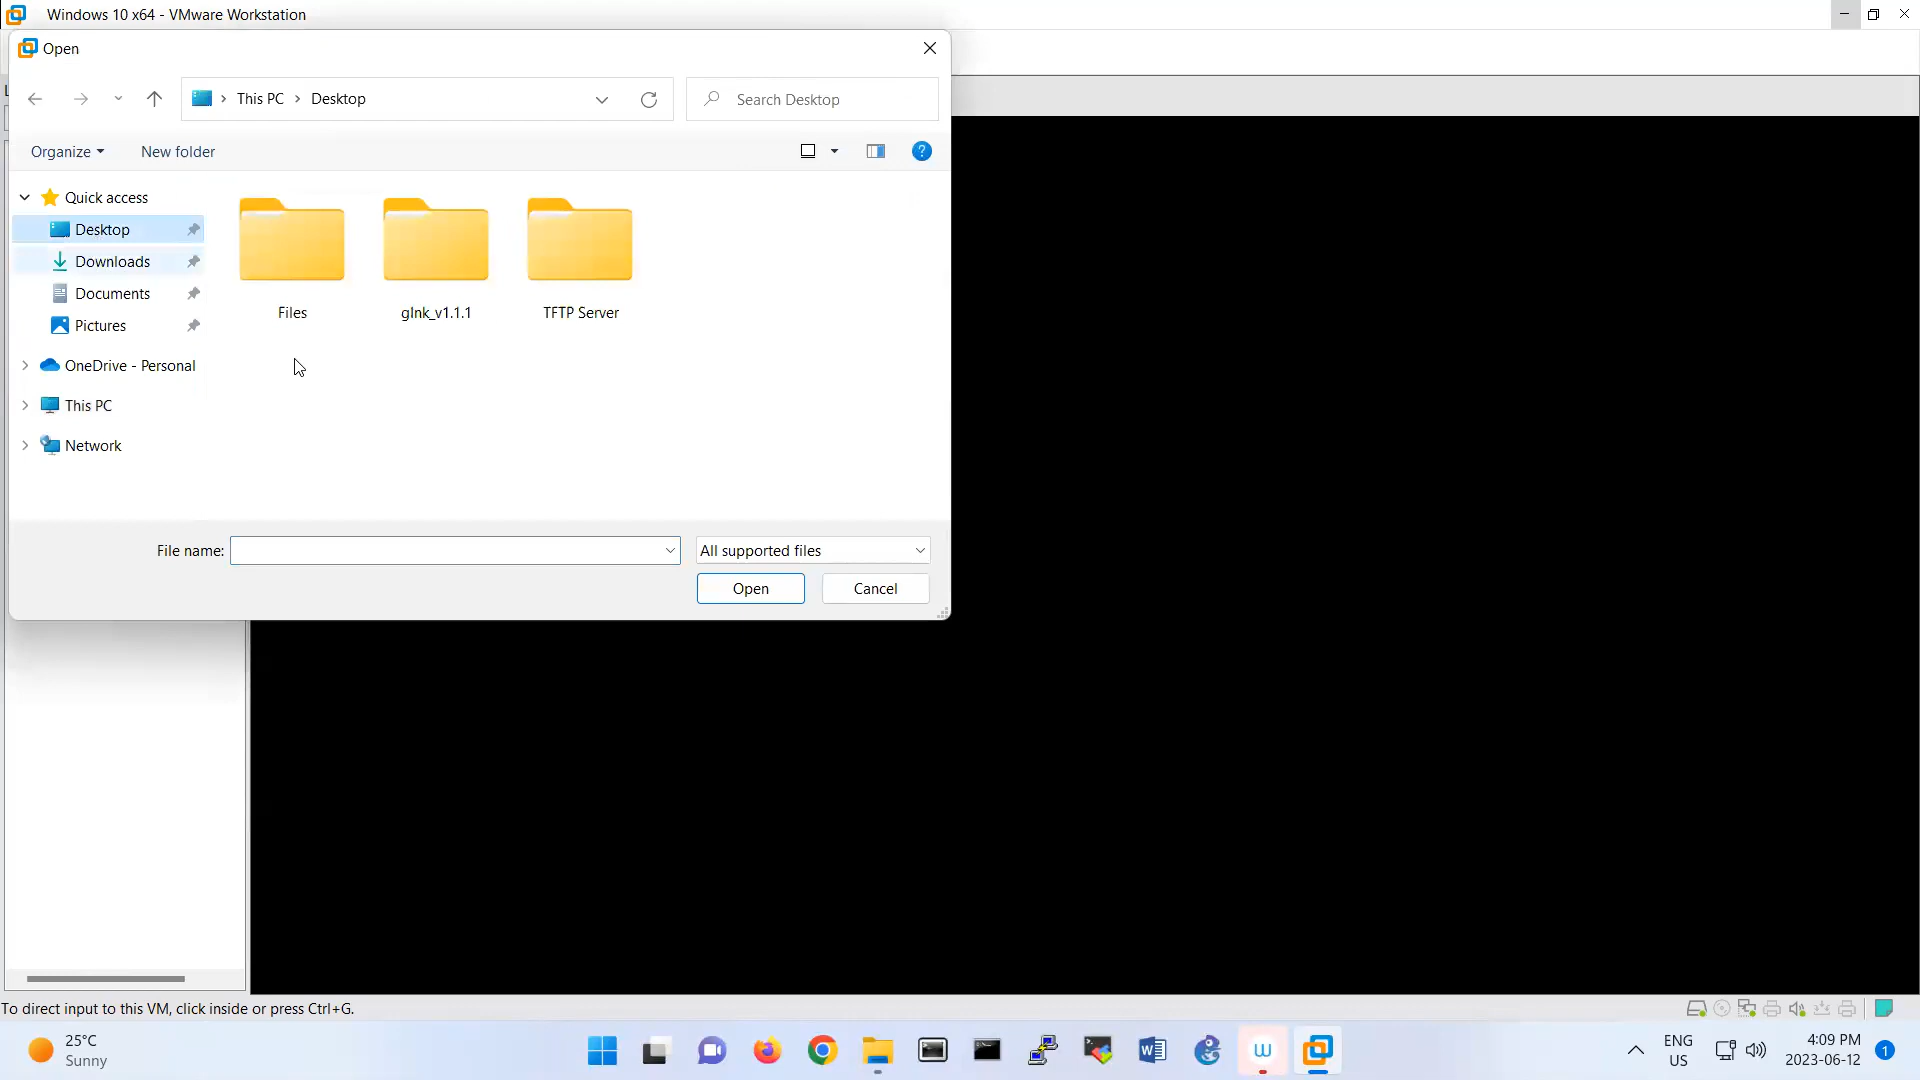 Windows 10 x64 - VMware Workstation
Open
This PC > Desktop
Search Desktop
Organize
New folder
Quick access
Desktop
Downloads
Documents
Pictures
OneDrive - Personal
This PC
Network
Files
gInk_v1.1.1
TFTP Server
File name:
All supported files
Open
Cancel
To direct input to this VM, click inside or press Ctrl+G.
25°C
Sunny
ENG
US
4:09 PM
2023-06-12
1